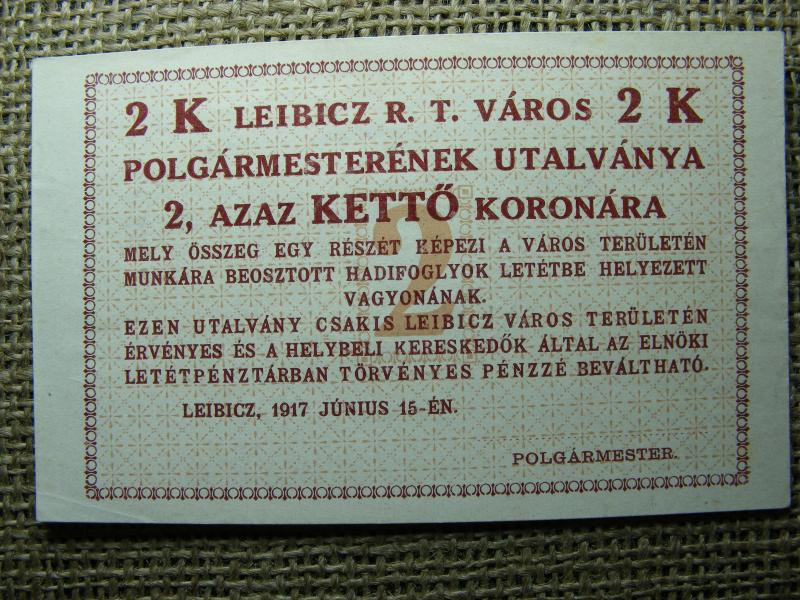 2 K LEIBICZ R. T. VÁROS 2 K
POLGÁRMESTERÉNEK UTALVÁNYA
2, AZAZ KETTŐ KORONÁRA
MELY ÖSSZEG EGY RÉSZÉT KÉPEZI A VÁROS TERÜLETÉN
MUNKÁRA BEOSZTOTT HADIFOGLYOK LETÉTBE HELYEZETT
VAGYONÁNAK.
EZEN UTALVÁNY CSAKIS LEIBICZ VÁROS TERÜLETÉN
ÉRVÉNYES ÉS A HELYBELI KERESKEDŐK ÁLTAL AZ ELNÖKI
LETÉTPÉNZTÁRBAN TÖRVÉNYES PÉNZZÉ BEVÁLTHATÓ.
LEIBICZ, 1917 JÚNIUS 15-ÉN.
POLGÁRMESTER.
2